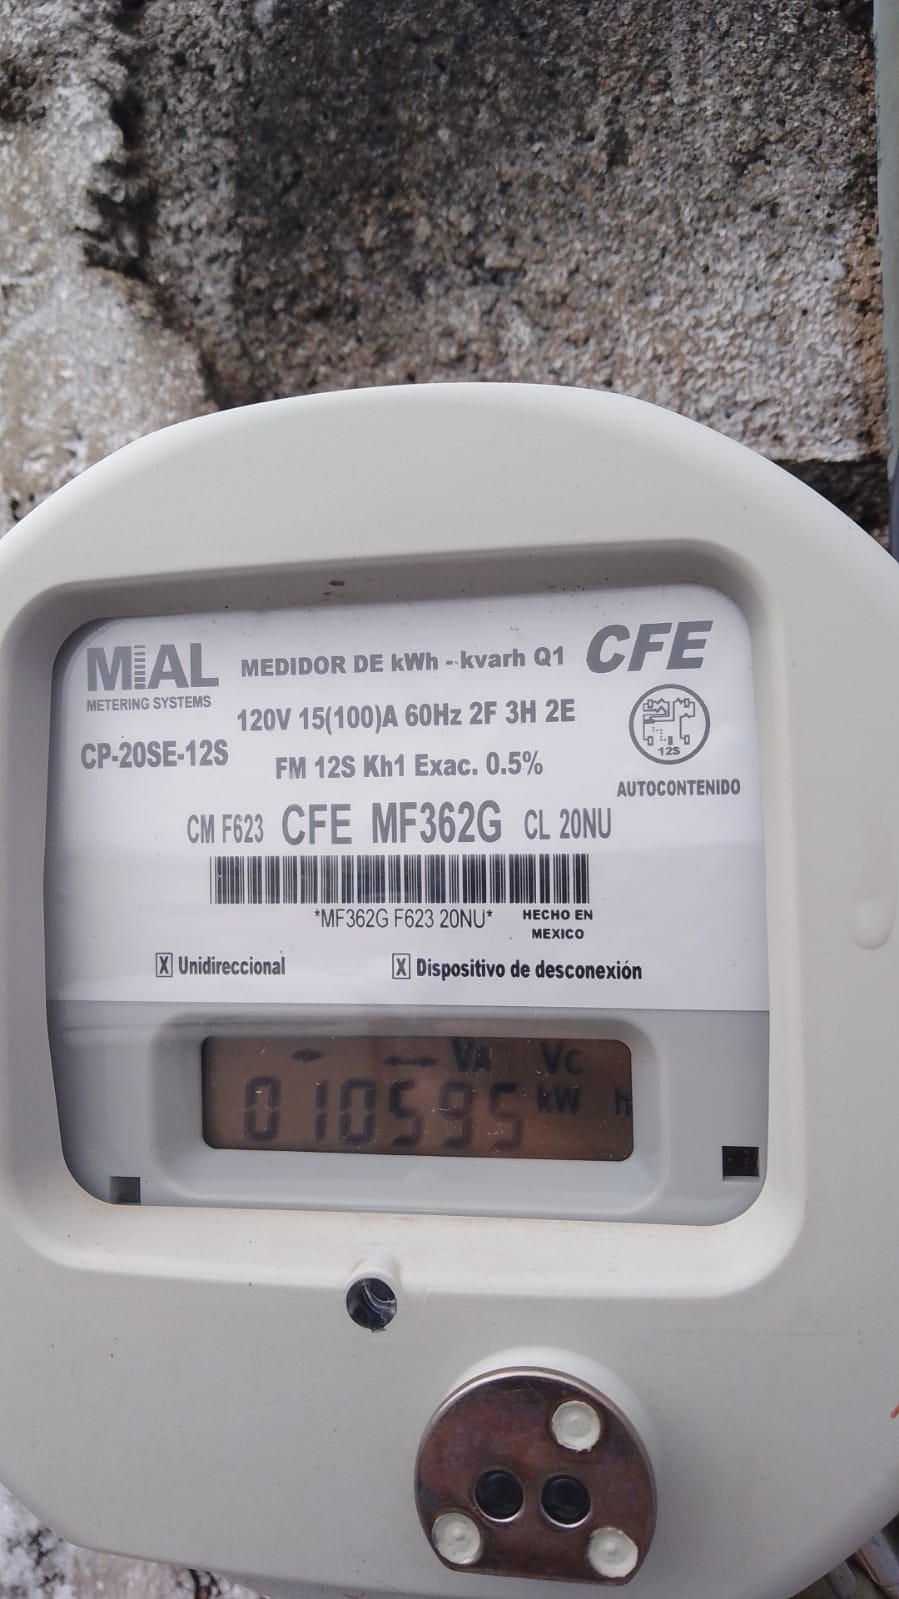 MIAL
METERING SYSTEMS
MEDIDOR DE kWh - kvarh Q1
CFE
120V 15(100)A 60Hz 2F 3H 2E
CP-20SE-12S
FM 12S Kh1 Exac. 0.5%
12S
AUTOCONTENIDO
CM F623 CFE MF362G CL 20NU
*MF362G F623 20NU*
HECHO EN
MEXICO
X Unidireccional
X Dispositivo de desconexión
VA VC
010595 kW h